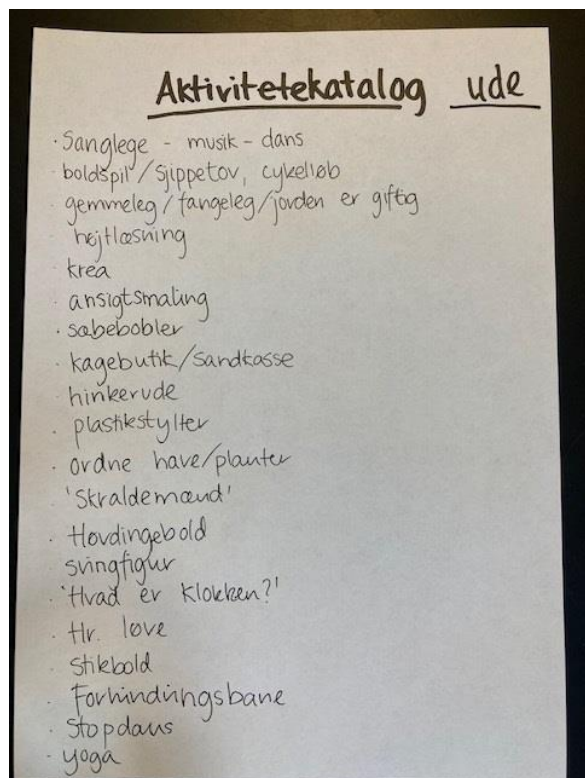 Aktivitetekatalog ude
· Sanglege - musik - dans
· boldspil / sjippetov, cykelløb
· gemmeleg / fangeleg / jorden er giftig
· højtlæsning
· krea
· ansigtsmaling
· sæbebobler
· kagebutik / sandkasse
· hinkerude
· plastikstylter
· ordne have / planter
· 'Skraldemænd'
· Høvdingebold
· svingfigur
· 'Hvad er klokken?'
· Hr. løve
· stikbold
· Forhindringsbane
· Stopdans
· yoga